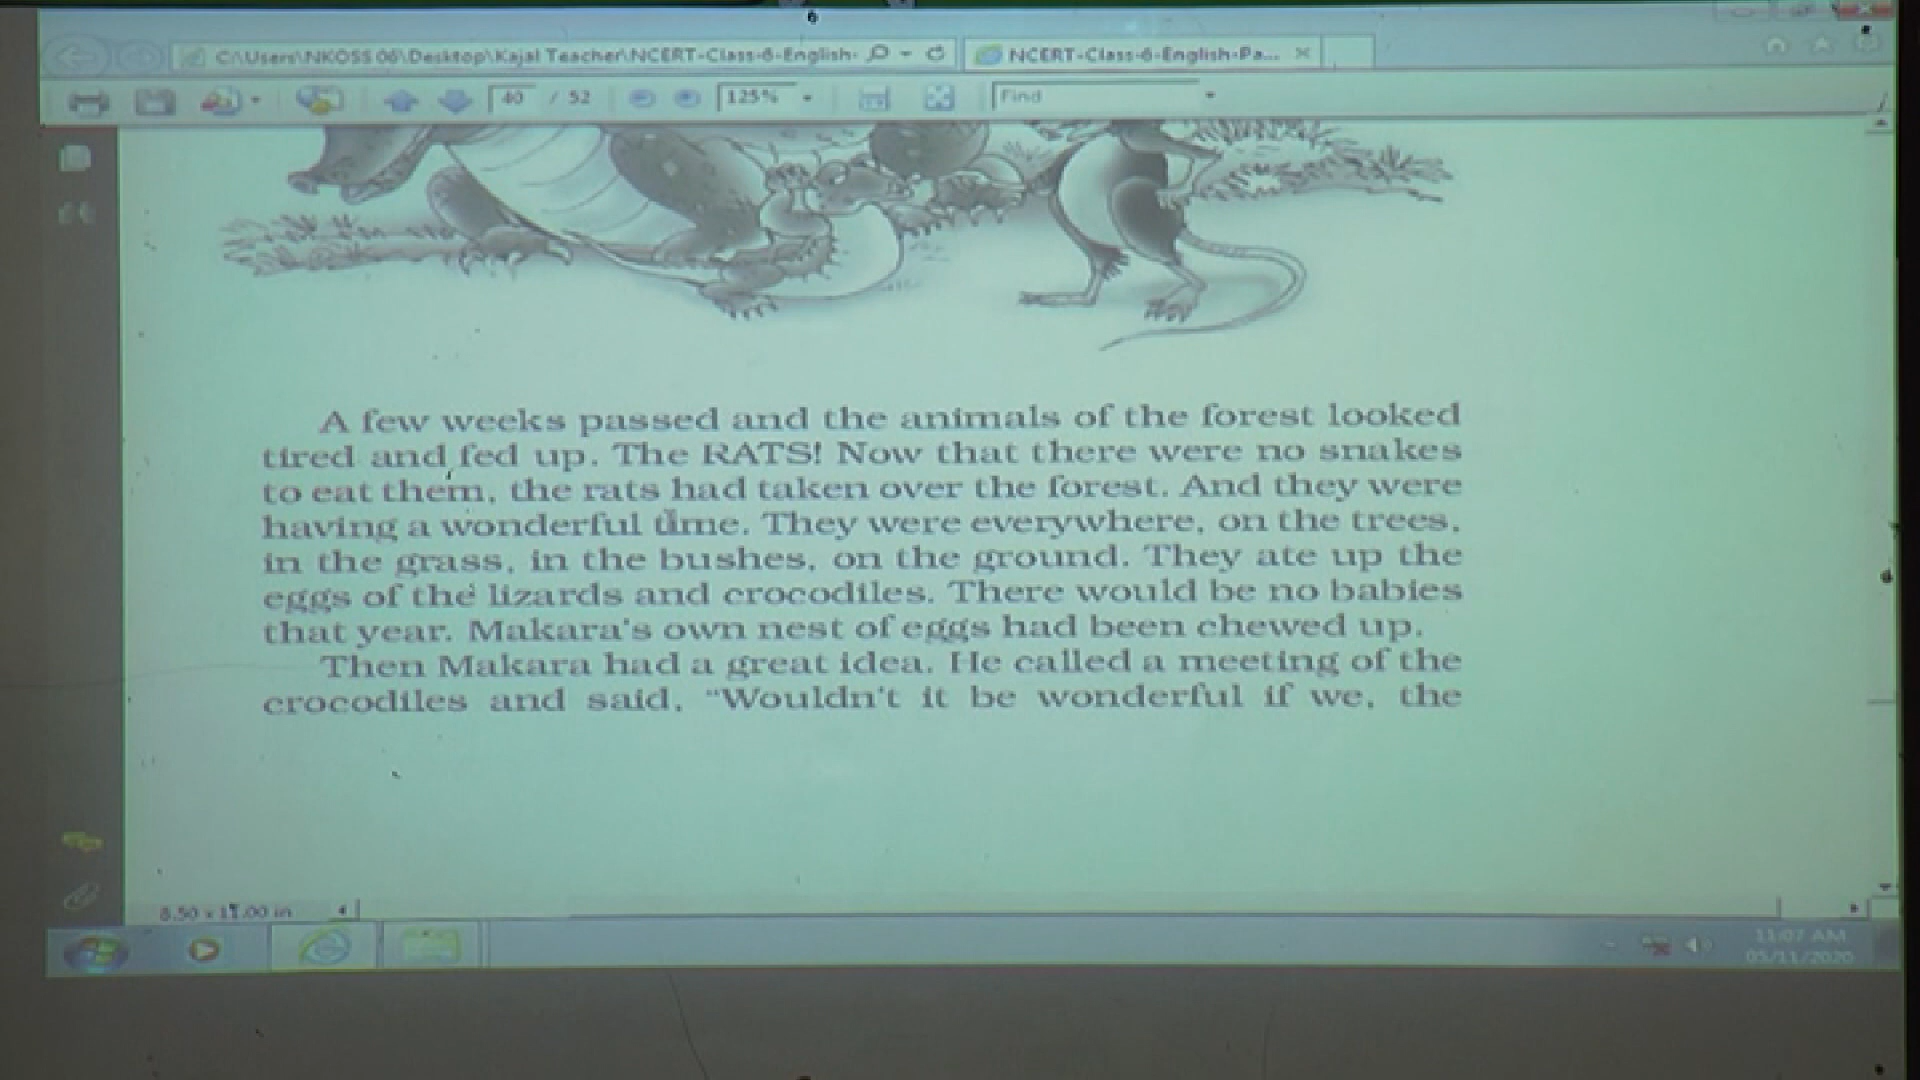 C:\Users\NKOSS 06\Desktop\Kajal Teacher\NCERT-Class-6-English-
NCERT-Class-6-English-Pa...
40 / 52
125%
Find
A few weeks passed and the animals of the forest looked
tired and fed up. The RATS! Now that there were no snakes
to eat them, the rats had taken over the forest. And they were
having a wonderful time. They were everywhere, on the trees,
in the grass, in the bushes, on the ground. They ate up the
eggs of the lizards and crocodiles. There would be no babies
that year. Makara's own nest of eggs had been chewed up.
Then Makara had a great idea. He called a meeting of the
crocodiles and said, “Wouldn't it be wonderful if we, the
8.50 x 11.00 in
11:07 AM
05/11/2020